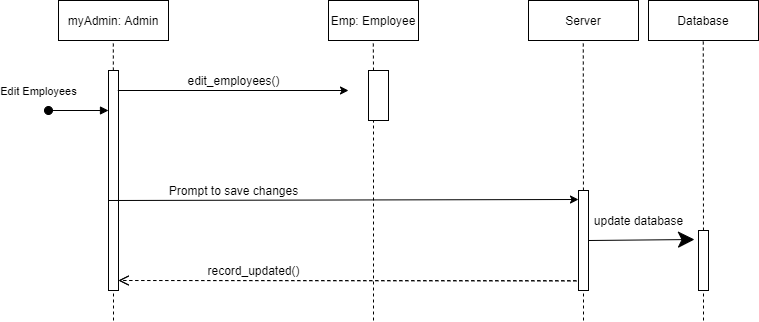 myAdmin: Admin
Emp: Employee
Server
Database
edit_employees()
Edit Employees
Prompt to save changes
update database
record_updated()